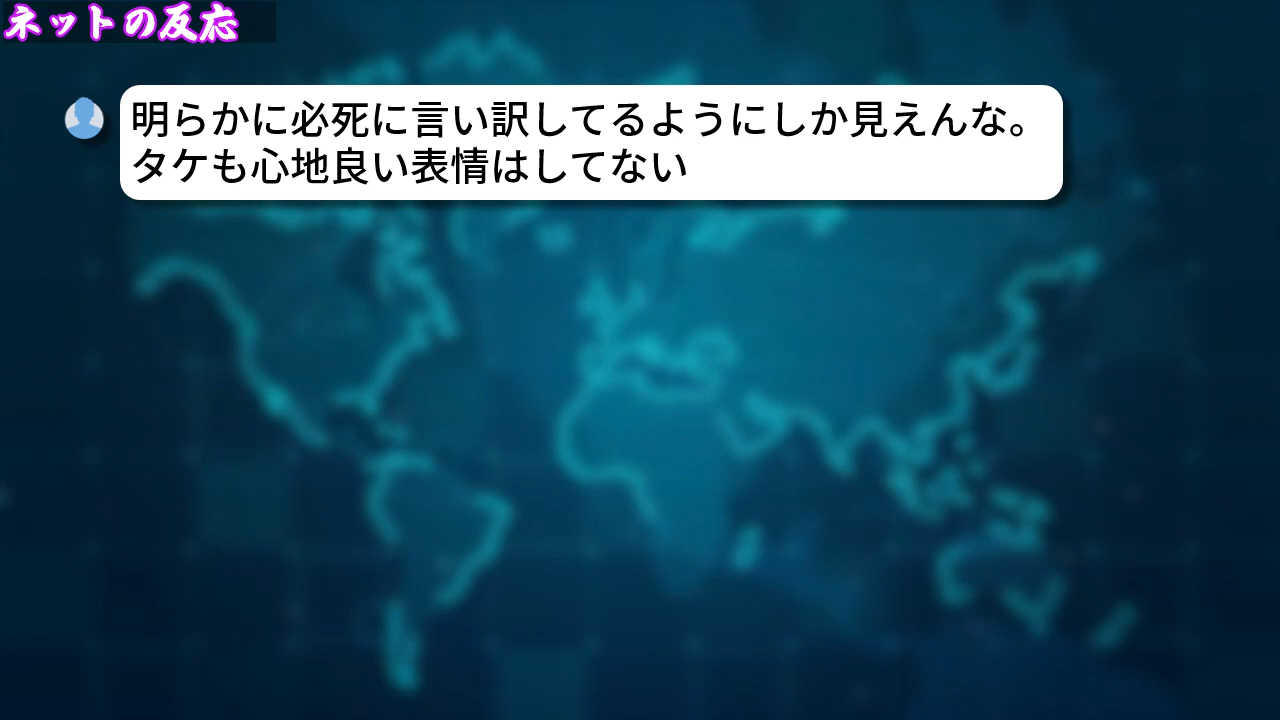 ネットの反応
明らかに必死に言い訳してるようにしか見えんな。
タケも心地良い表情はしてない